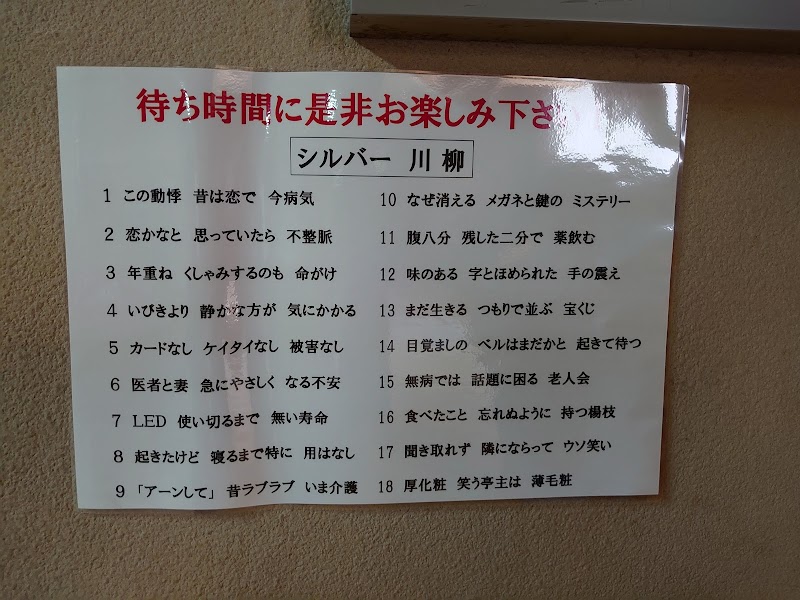 待ち時間に是非お楽しみ下さ
シルバー 川柳
1 この動悸 昔は恋で 今病気
2 恋かなと 思っていたら 不整脈
3 年重ね くしゃみするのも 命がけ
4 いびきより 静かな方が 気にかかる
5 カードなし ケイタイなし 被害なし
6 医者と妻 急にやさしく なる不安
7 LED 使い切るまで 無い寿命
8 起きたけど 寝るまで特に 用はなし
9 「アーンして」 昔ラブラブ いま介護
10 なぜ消える メガネと鍵の ミステリー
11 腹八分 残した二分で 薬飲む
12 味のある 字とほめられた 手の震え
13 まだ生きる つもりで並ぶ 宝くじ
14 目覚ましの ベルはまだかと 起きて待つ
15 無病では 話題に困る 老人会
16 食べたこと 忘れぬように 持つ楊枝
17 聞き取れず 隣にならって ウソ笑い
18 厚化粧 笑う亭主は 薄毛粧